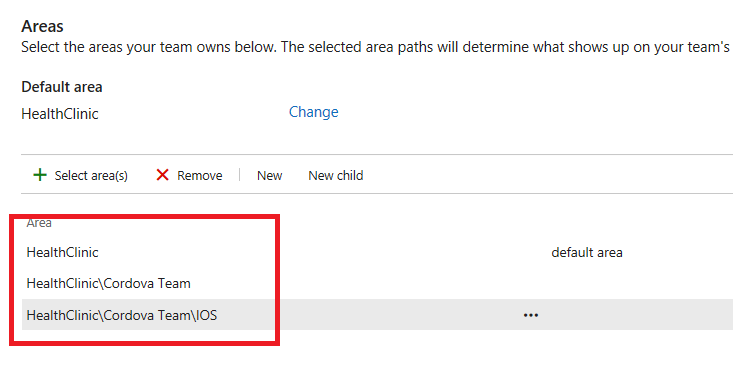 Areas
Select the areas your team owns below. The selected area paths will determine what shows up on your team's
Default area
HealthClinic Change
Select area(s) Remove New New child
Area
HealthClinic default area
HealthClinic\Cordova Team
HealthClinic\Cordova Team\IOS •••